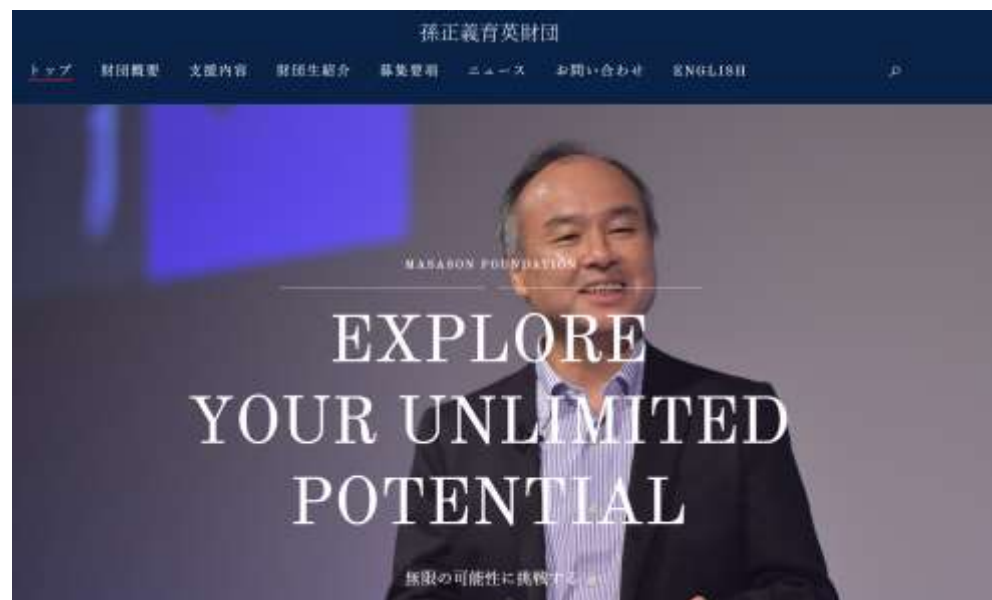 孫正義育英財団
トップ 財団概要 支援内容 財団生紹介 募集要項 ニュース お問い合わせ ENGLISH
MASASON FOUNDATION
EXPLORE
YOUR UNLIMITED
POTENTIAL
無限の可能性に挑戦する